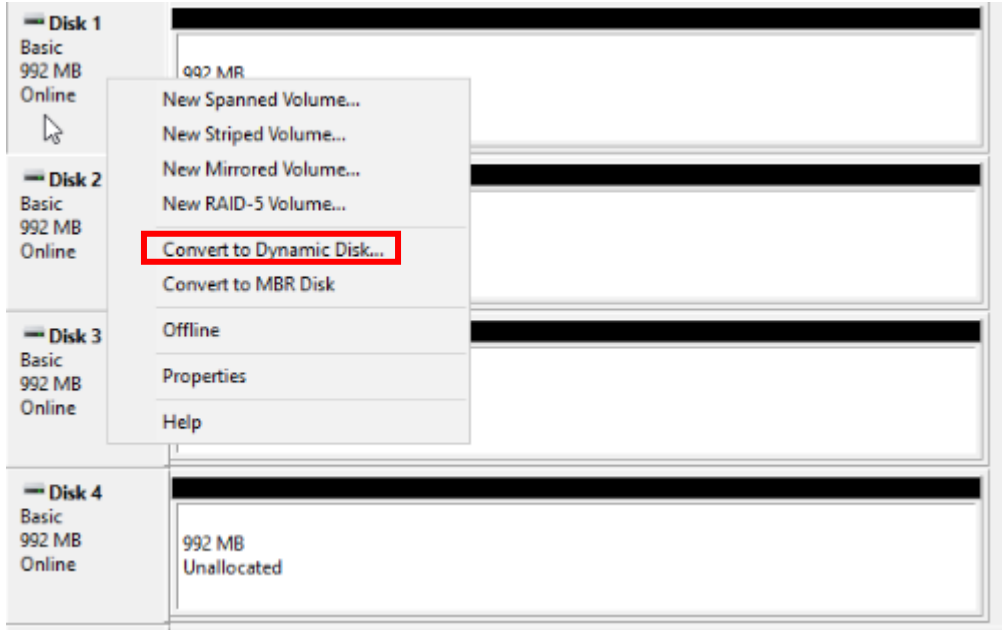 Disk 1
Basic
992 MB
Online
992 MB
New Spanned Volume...
New Striped Volume...
New Mirrored Volume...
New RAID-5 Volume...
Convert to Dynamic Disk...
Convert to MBR Disk
Offline
Properties
Help
Disk 2
Basic
992 MB
Online
Disk 3
Basic
992 MB
Online
Disk 4
Basic
992 MB
Online
992 MB
Unallocated